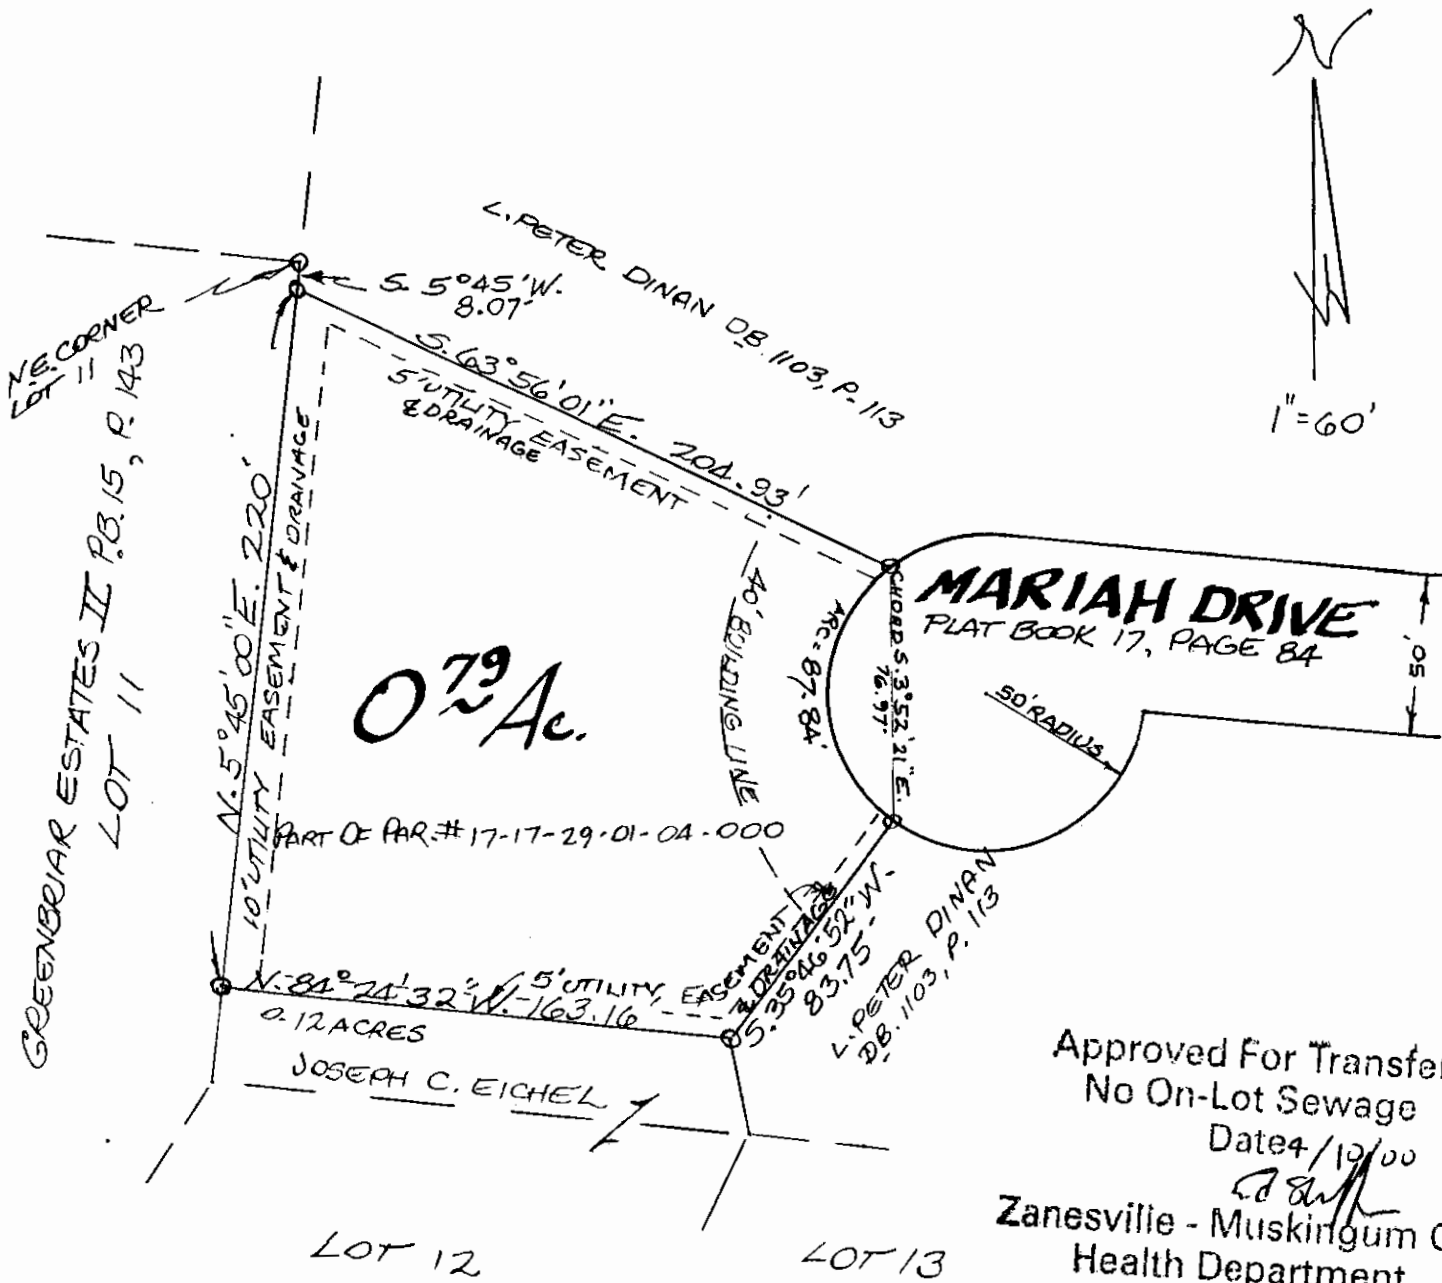 N
1"=60'
L. PETER DINAN DB. 1103, P. 113
S. 5°45'W.
8.07'
N.E. CORNER
LOT 11
S. 63°56'01"E. 204.93'
5' UTILITY EASEMENT
& DRAINAGE
GREENBRIAR ESTATES II P.B. 15, P. 143
LOT 11
N. 5°45'00"E. 220'
10' UTILITY EASEMENT & DRAINAGE
0 79 Ac.
40' BUILDING LINE
ARC= 87.84'
CHORD S. 3°52'21"E.
76.97'
MARIAH DRIVE
PLAT BOOK 17, PAGE 84
50'
50' RADIUS
PART OF PAR.# 17-17-29-01-04-000
N. 84°24'32"W. 163.16'
5' UTILITY EASEMENT
& DRAINAGE
S. 35°46'52"W.
83.75'
L. PETER DINAN
DB. 1103, P. 113
0.12 ACRES
JOSEPH C. EICHEL
LOT 12
LOT 13
Approved For Transfe
No On-Lot Sewage
Date 4/10/00
Zanesville - Muskingum C
Health Department